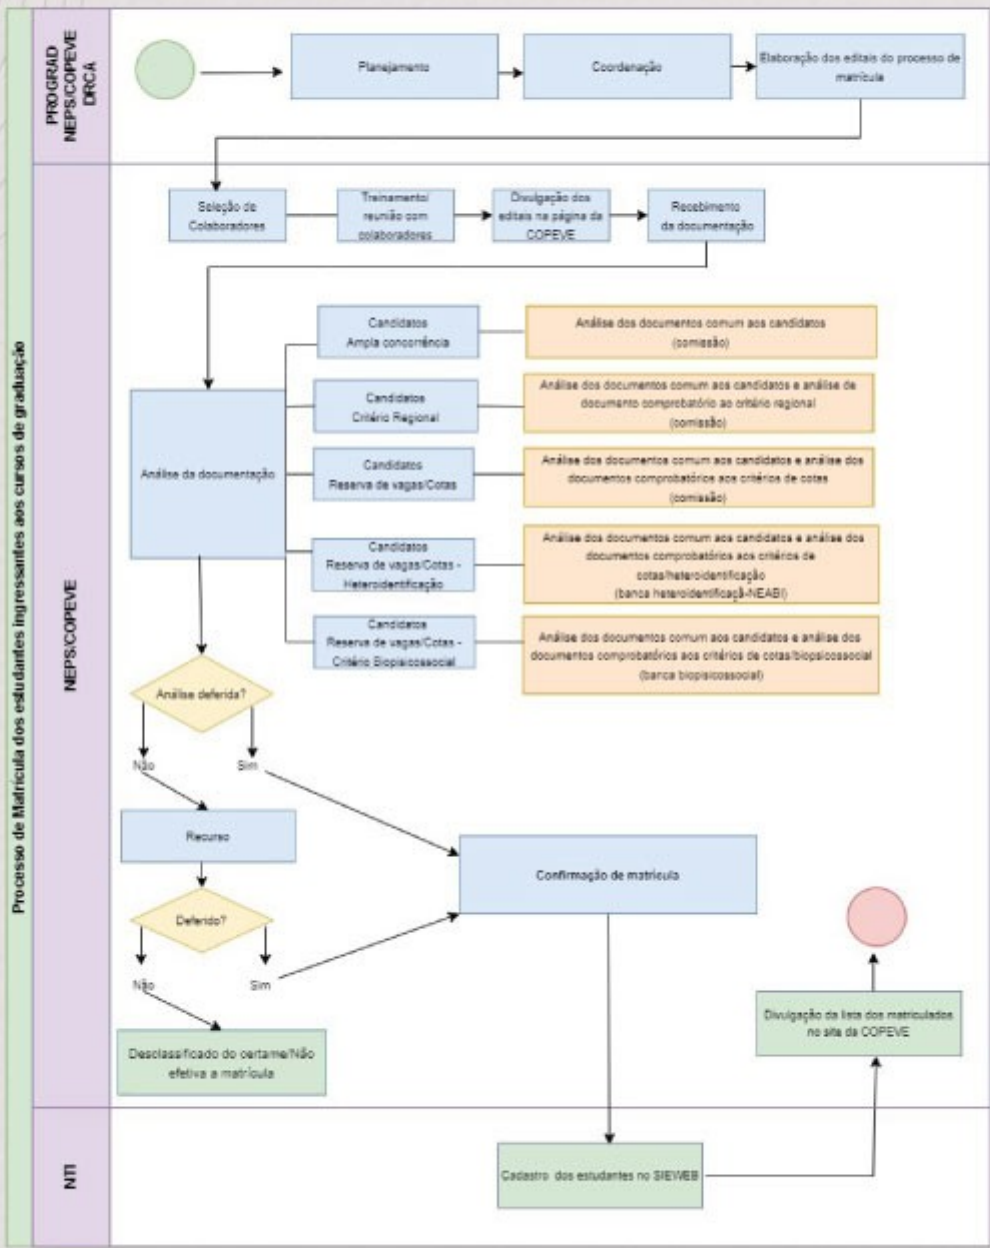 Processo de Matrícula dos estudantes ingressantes aos cursos de graduação
PROGRAD
NEPS/COPEVE
DRCA
Planejamento
Coordenação
Elaboração dos editais do processo de
matrícula
NEPS/COPEVE
Seleção de
Colaboradores
Treinamento/
reunião com
colaboradores
Divulgação dos
editais na página da
COPEVE
Recebimento
da documentação
Análise da documentação
Candidatos
Ampla concorrência
Análise dos documentos comum aos candidatos
(comissão)
Candidatos
Critério Regional
Análise dos documentos comum aos candidatos e análise de
documento comprobatório ao critério regional
(comissão)
Candidatos
Reserva de vagas/Cotas
Análise dos documentos comum aos candidatos e análise dos
documentos comprobatórios aos critérios de cotas
(comissão)
Candidatos
Reserva de vagas/Cotas -
Heteroidentificação
Análise dos documentos comum aos candidatos e análise dos
documentos comprobatórios aos critérios de
cotas/heteroidentificação
(banca heteroidentificaçã-NEABI)
Candidatos
Reserva de vagas/Cotas -
Critério Biopisicossocial
Análise dos documentos comum aos candidatos e análise dos
documentos comprobatórios aos critérios de cotas/biopsicossocial
(banca biopisicossocial)
Análise deferida?
Não
Sim
Recurso
Confirmação de matrícula
Deferido?
Não
Sim
Desclassificado do certame/Não
efetiva a matrícula
Divulgação da lista dos matriculados
no site da COPEVE
NTI
Cadastro dos estudantes no SIEWEB